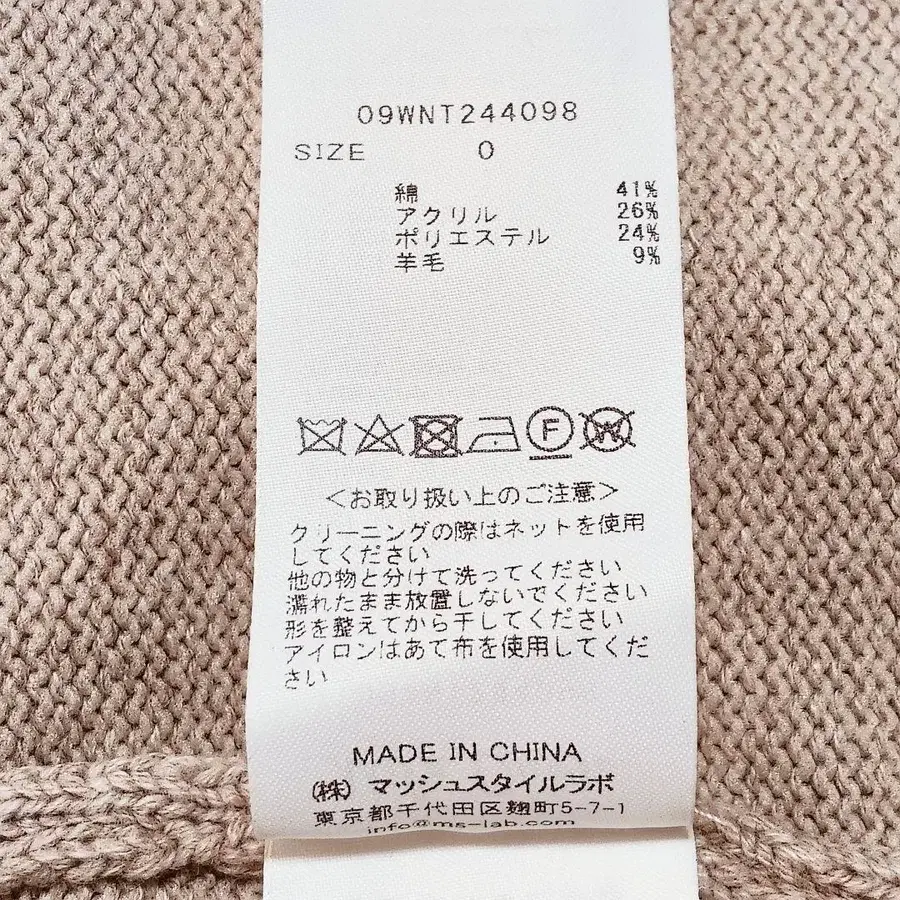 09WNT244098
SIZE 0
綿 41%
アクリル 26%
ポリエステル 24%
羊毛 9%
F W
＜お取り扱い上のご注意＞
クリーニングの際はネットを使用
してください
他の物と分けて洗ってください
濡れたまま放置しないでください
形を整えてから干してください
アイロンはあて布を使用してくだ
さい
MADE IN CHINA
㈱ マッシュスタイルラボ
東京都千代田区麹町5-7-1
info@ms-lab.com